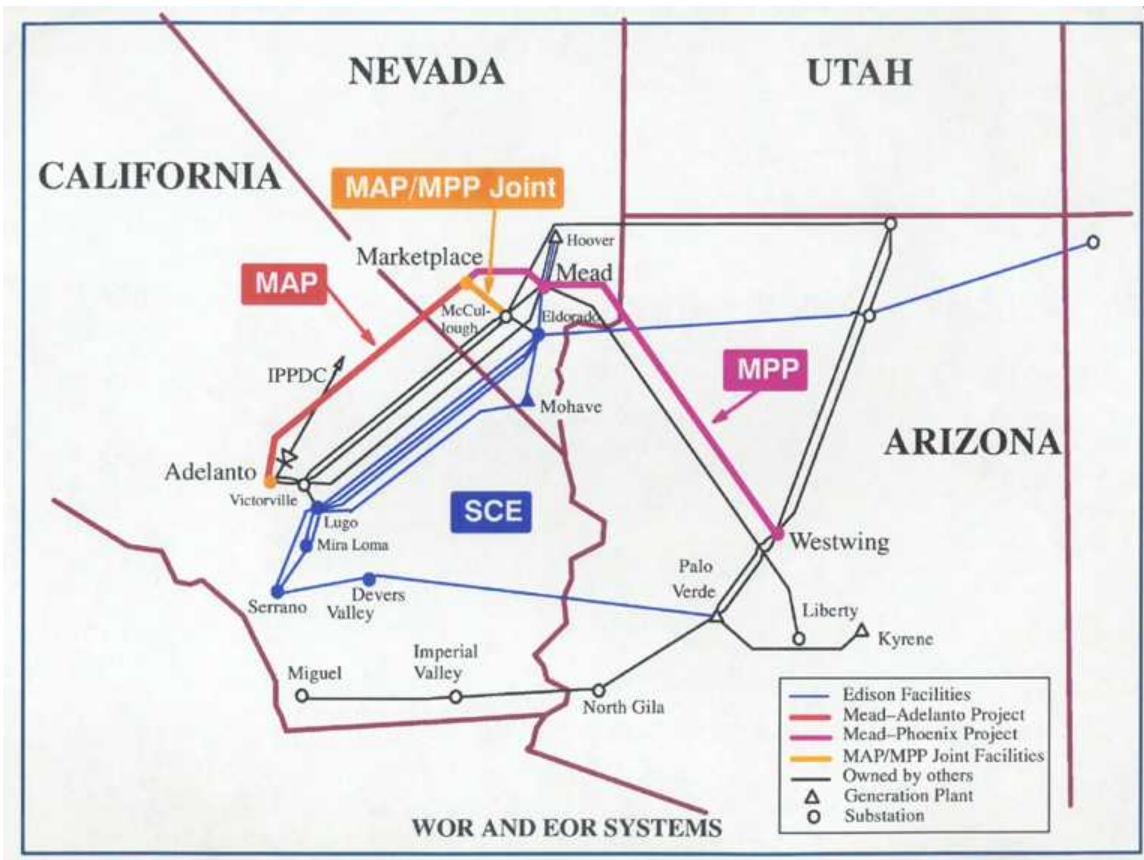 NEVADA
UTAH
CALIFORNIA
MAP/MPP Joint
Hoover
Marketplace
Mead
MAP
McCul-
lough
Eldorado
IPPDC
MPP
Mohave
ARIZONA
Adelanto
Victorville
SCE
Lugo
Mira Loma
Westwing
Palo
Verde
Serrano
Devers
Valley
Liberty
Kyrene
Imperial
Valley
Miguel
North Gila
Edison Facilities
Mead–Adelanto Project
Mead–Phoenix Project
MAP/MPP Joint Facilities
Owned by others
Generation Plant
Substation
WOR AND EOR SYSTEMS